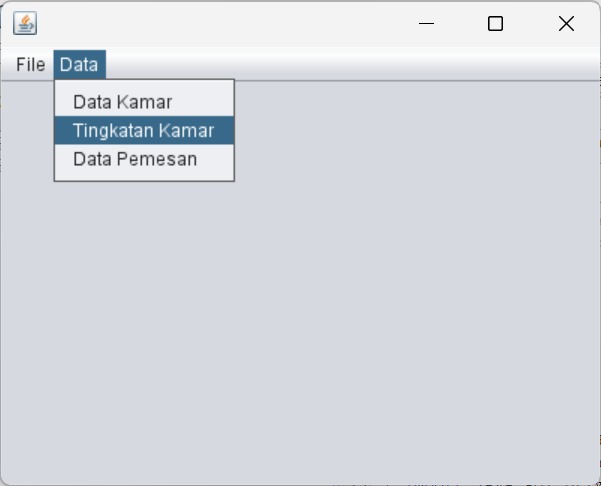 File Data
Data Kamar
Tingkatan Kamar
Data Pemesan